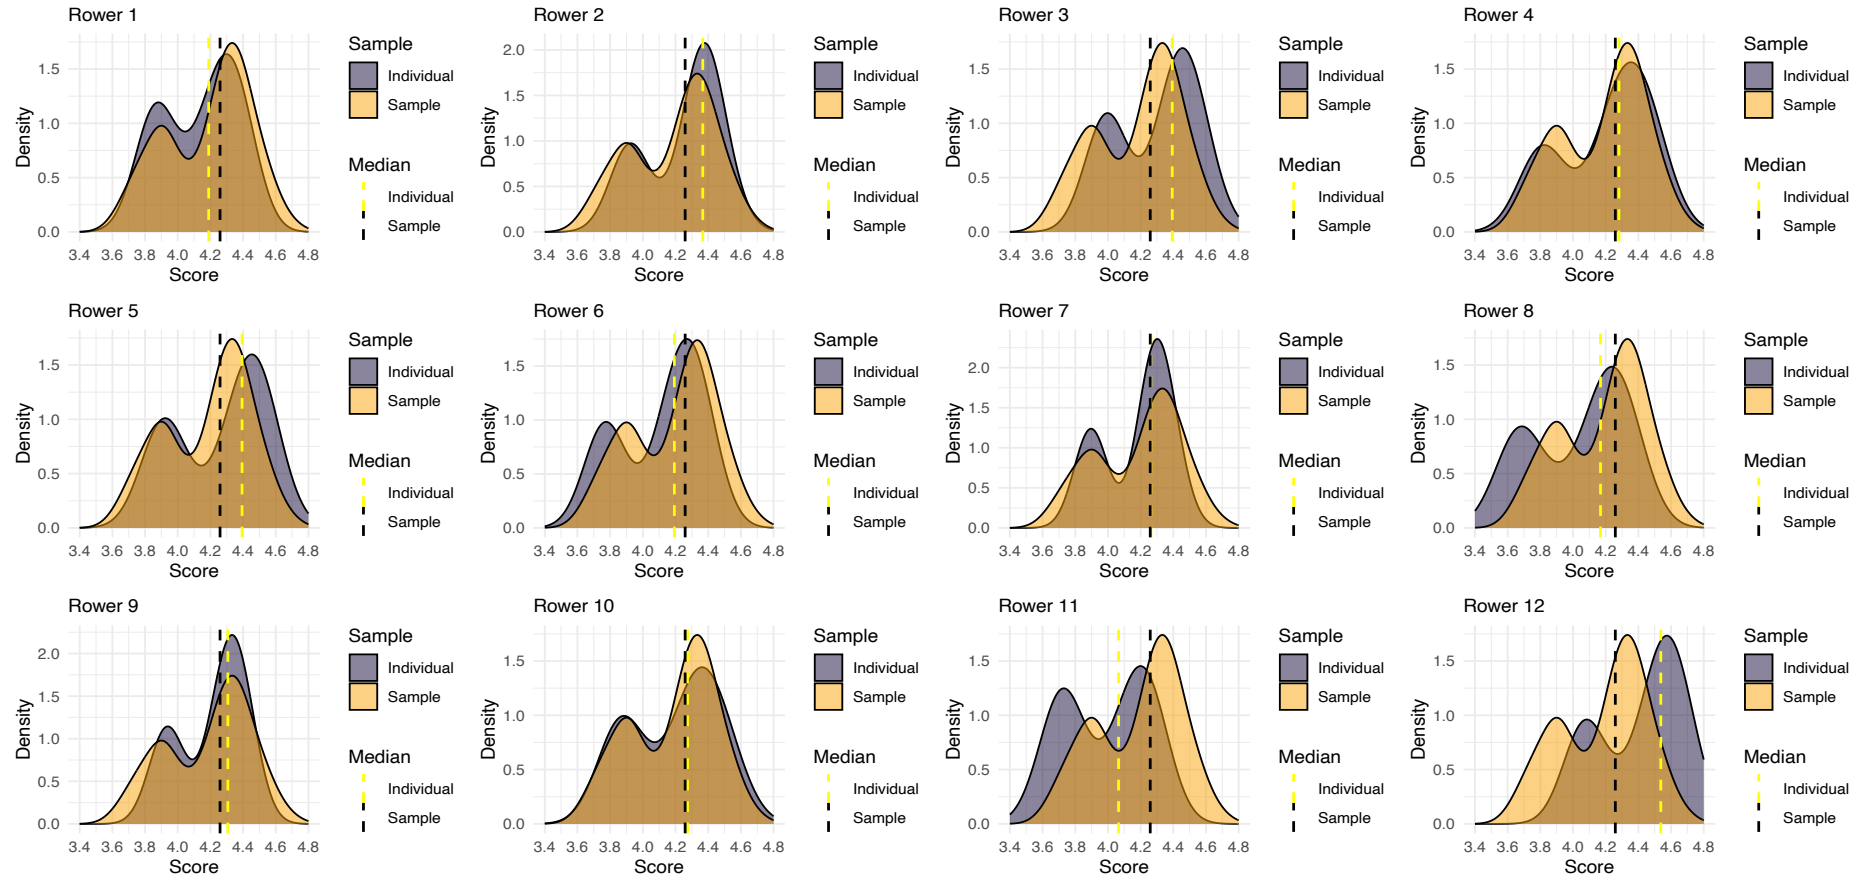 Rower 1
Density
1.5
1.0
0.5
0.0
3.4 3.6 3.8 4.0 4.2 4.4 4.6 4.8
Score
Sample
Individual
Sample
Median
Individual
Sample
Rower 2
Density
2.0
1.5
1.0
0.5
0.0
3.4 3.6 3.8 4.0 4.2 4.4 4.6 4.8
Score
Sample
Individual
Sample
Median
Individual
Sample
Rower 3
Density
1.5
1.0
0.5
0.0
3.4 3.6 3.8 4.0 4.2 4.4 4.6 4.8
Score
Sample
Individual
Sample
Median
Individual
Sample
Rower 4
Density
1.5
1.0
0.5
0.0
3.4 3.6 3.8 4.0 4.2 4.4 4.6 4.8
Score
Sample
Individual
Sample
Median
Individual
Sample
Rower 5
Density
1.5
1.0
0.5
0.0
3.4 3.6 3.8 4.0 4.2 4.4 4.6 4.8
Score
Sample
Individual
Sample
Median
Individual
Sample
Rower 6
Density
1.5
1.0
0.5
0.0
3.4 3.6 3.8 4.0 4.2 4.4 4.6 4.8
Score
Sample
Individual
Sample
Median
Individual
Sample
Rower 7
Density
2.0
1.5
1.0
0.5
0.0
3.4 3.6 3.8 4.0 4.2 4.4 4.6 4.8
Score
Sample
Individual
Sample
Median
Individual
Sample
Rower 8
Density
1.5
1.0
0.5
0.0
3.4 3.6 3.8 4.0 4.2 4.4 4.6 4.8
Score
Sample
Individual
Sample
Median
Individual
Sample
Rower 9
Density
2.0
1.5
1.0
0.5
0.0
3.4 3.6 3.8 4.0 4.2 4.4 4.6 4.8
Score
Sample
Individual
Sample
Median
Individual
Sample
Rower 10
Density
1.5
1.0
0.5
0.0
3.4 3.6 3.8 4.0 4.2 4.4 4.6 4.8
Score
Sample
Individual
Sample
Median
Individual
Sample
Rower 11
Density
1.5
1.0
0.5
0.0
3.4 3.6 3.8 4.0 4.2 4.4 4.6 4.8
Score
Sample
Individual
Sample
Median
Individual
Sample
Rower 12
Density
1.5
1.0
0.5
0.0
3.4 3.6 3.8 4.0 4.2 4.4 4.6 4.8
Score
Sample
Individual
Sample
Median
Individual
Sample